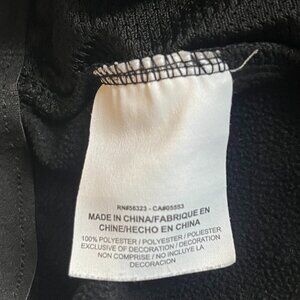 RN#56323 - CA#05553
MADE IN CHINA/FABRIQUE EN
CHINE/HECHO EN CHINA
100% POLYESTER / POLYESTER / POLIESTER
EXCLUSIVE OF DECORATION / DECORATION
NON COMPRISE / NO INCLUYE LA
DECORACION